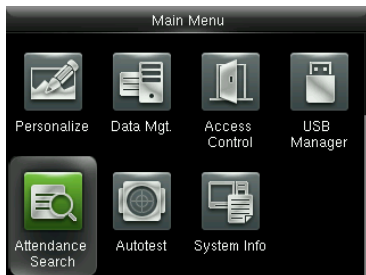 Main Menu
Personalize
Data Mgt.
Access
Control
USB
Manager
Attendance
Search
Autotest
System Info